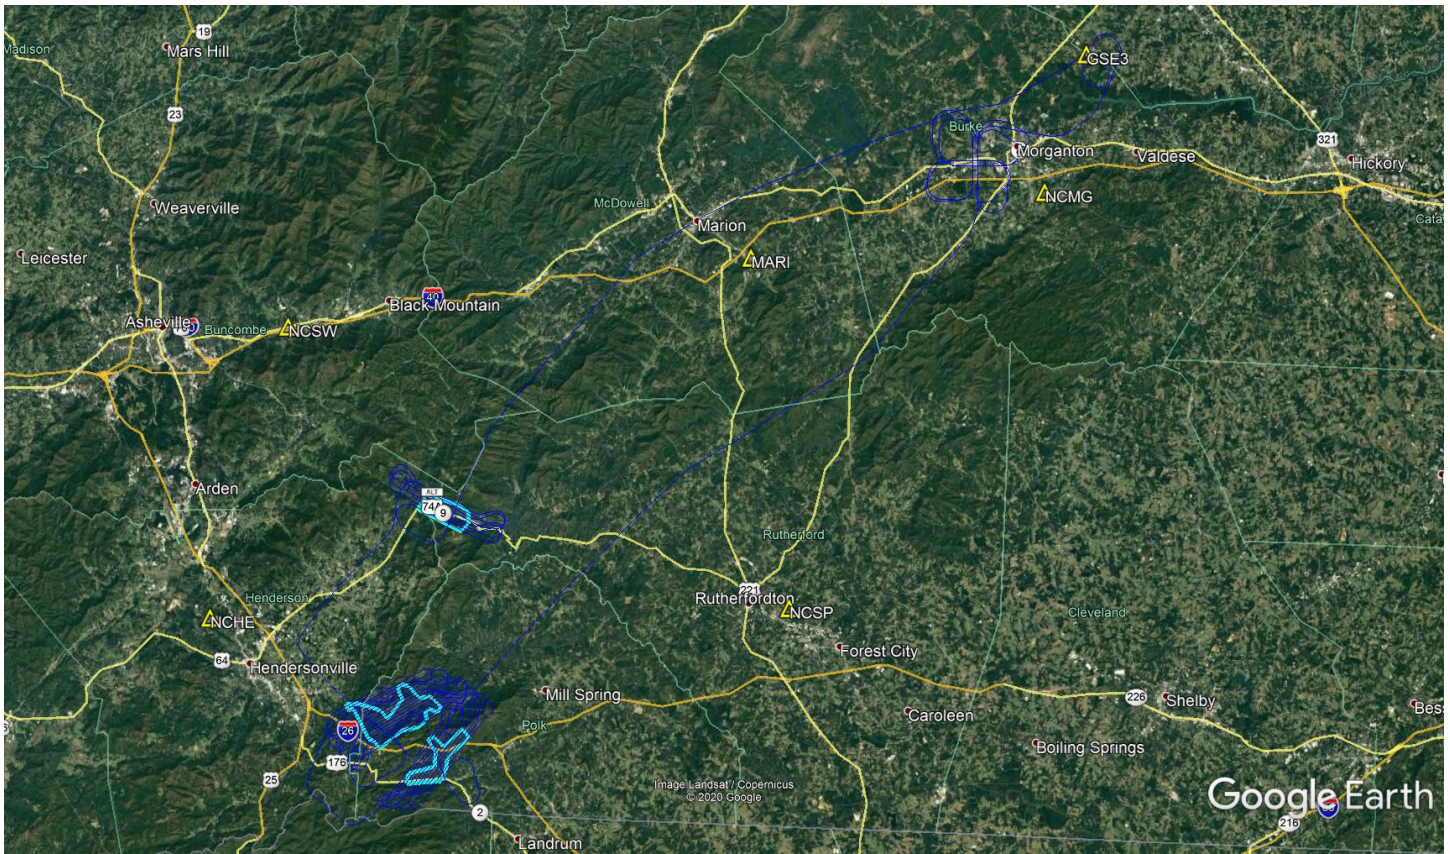 19
Madison
Mars Hill
GSE3
23
Burke
Morganton
Valdese
321
Hickory
NCMG
Weaverville
McDowell
Marion
Leicester
MARI
Black Mountain
40
Asheville
Buncombe
NCSW
Arden
ALT
74A
9
Rutherford
221
Rutherfordton
NCSP
Henderson
NCHE
Cleveland
64
Hendersonville
Forest City
Mill Spring
226
Shelby
Bess
Caroleen
Polk
26
Boiling Springs
176
25
Image Landsat / Copernicus
© 2020 Google
Google Earth
2
216
Landrum